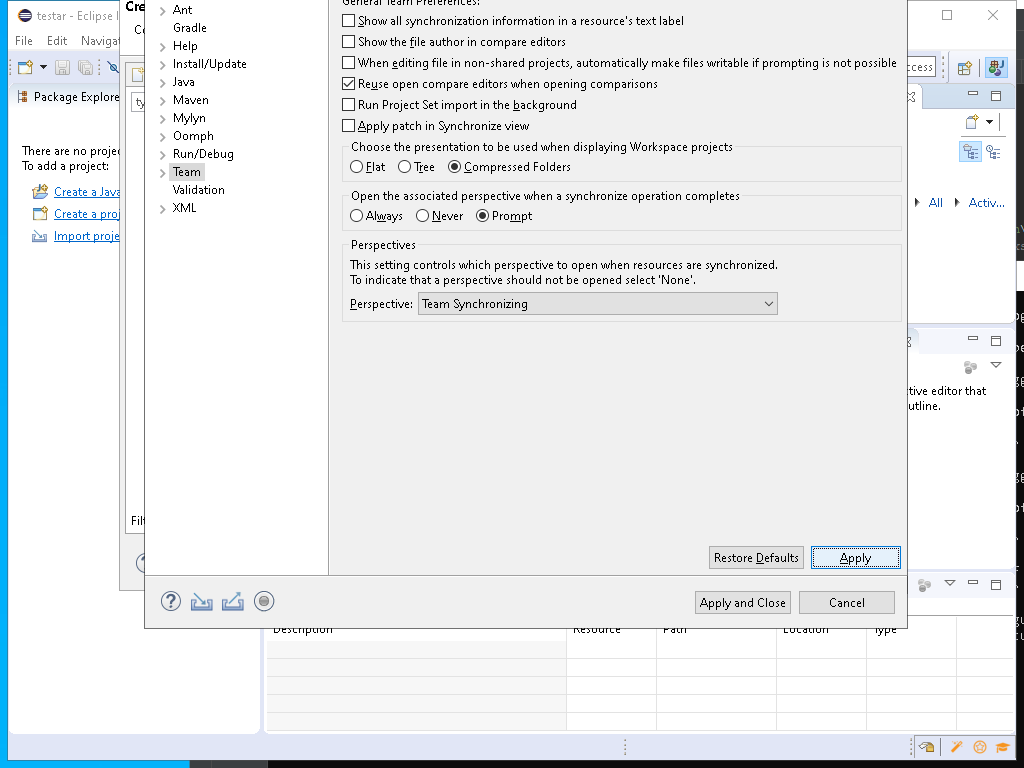 testar - Eclipse I
File Edit Navigat
Package Explore
There are no projec
To add a project:
Create a Java
Create a proj
Import proje
Cre
Filt
Ant
Gradle
Help
Install/Update
Java
Maven
Mylyn
Oomph
Run/Debug
Team
Validation
XML
General Team Preferences:
Show all synchronization information in a resource's text label
Show the file author in compare editors
When editing file in non-shared projects, automatically make files writable if prompting is not possible
Reuse open compare editors when opening comparisons
Run Project Set import in the background
Apply patch in Synchronize view
Choose the presentation to be used when displaying Workspace projects
Flat Tree Compressed Folders
Open the associated perspective when a synchronize operation completes
Always Never Prompt
Perspectives
This setting controls which perspective to open when resources are synchronized.
To indicate that a perspective should not be opened select 'None'.
Perspective: Team Synchronizing
Restore Defaults Apply
Apply and Close Cancel
ccess
All Activ...
ctive editor that
utline.
Description Resource Path Location Type